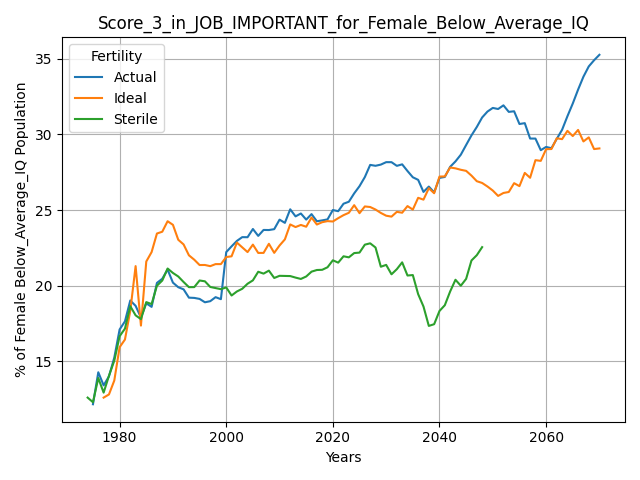 Score_3_in_JOB_IMPORTANT_for_Female_Below_Average_IQ
Fertility
Actual
Ideal
Sterile
% of Female Below_Average_IQ Population
35
30
25
20
15
1980
2000
2020
2040
2060
Years